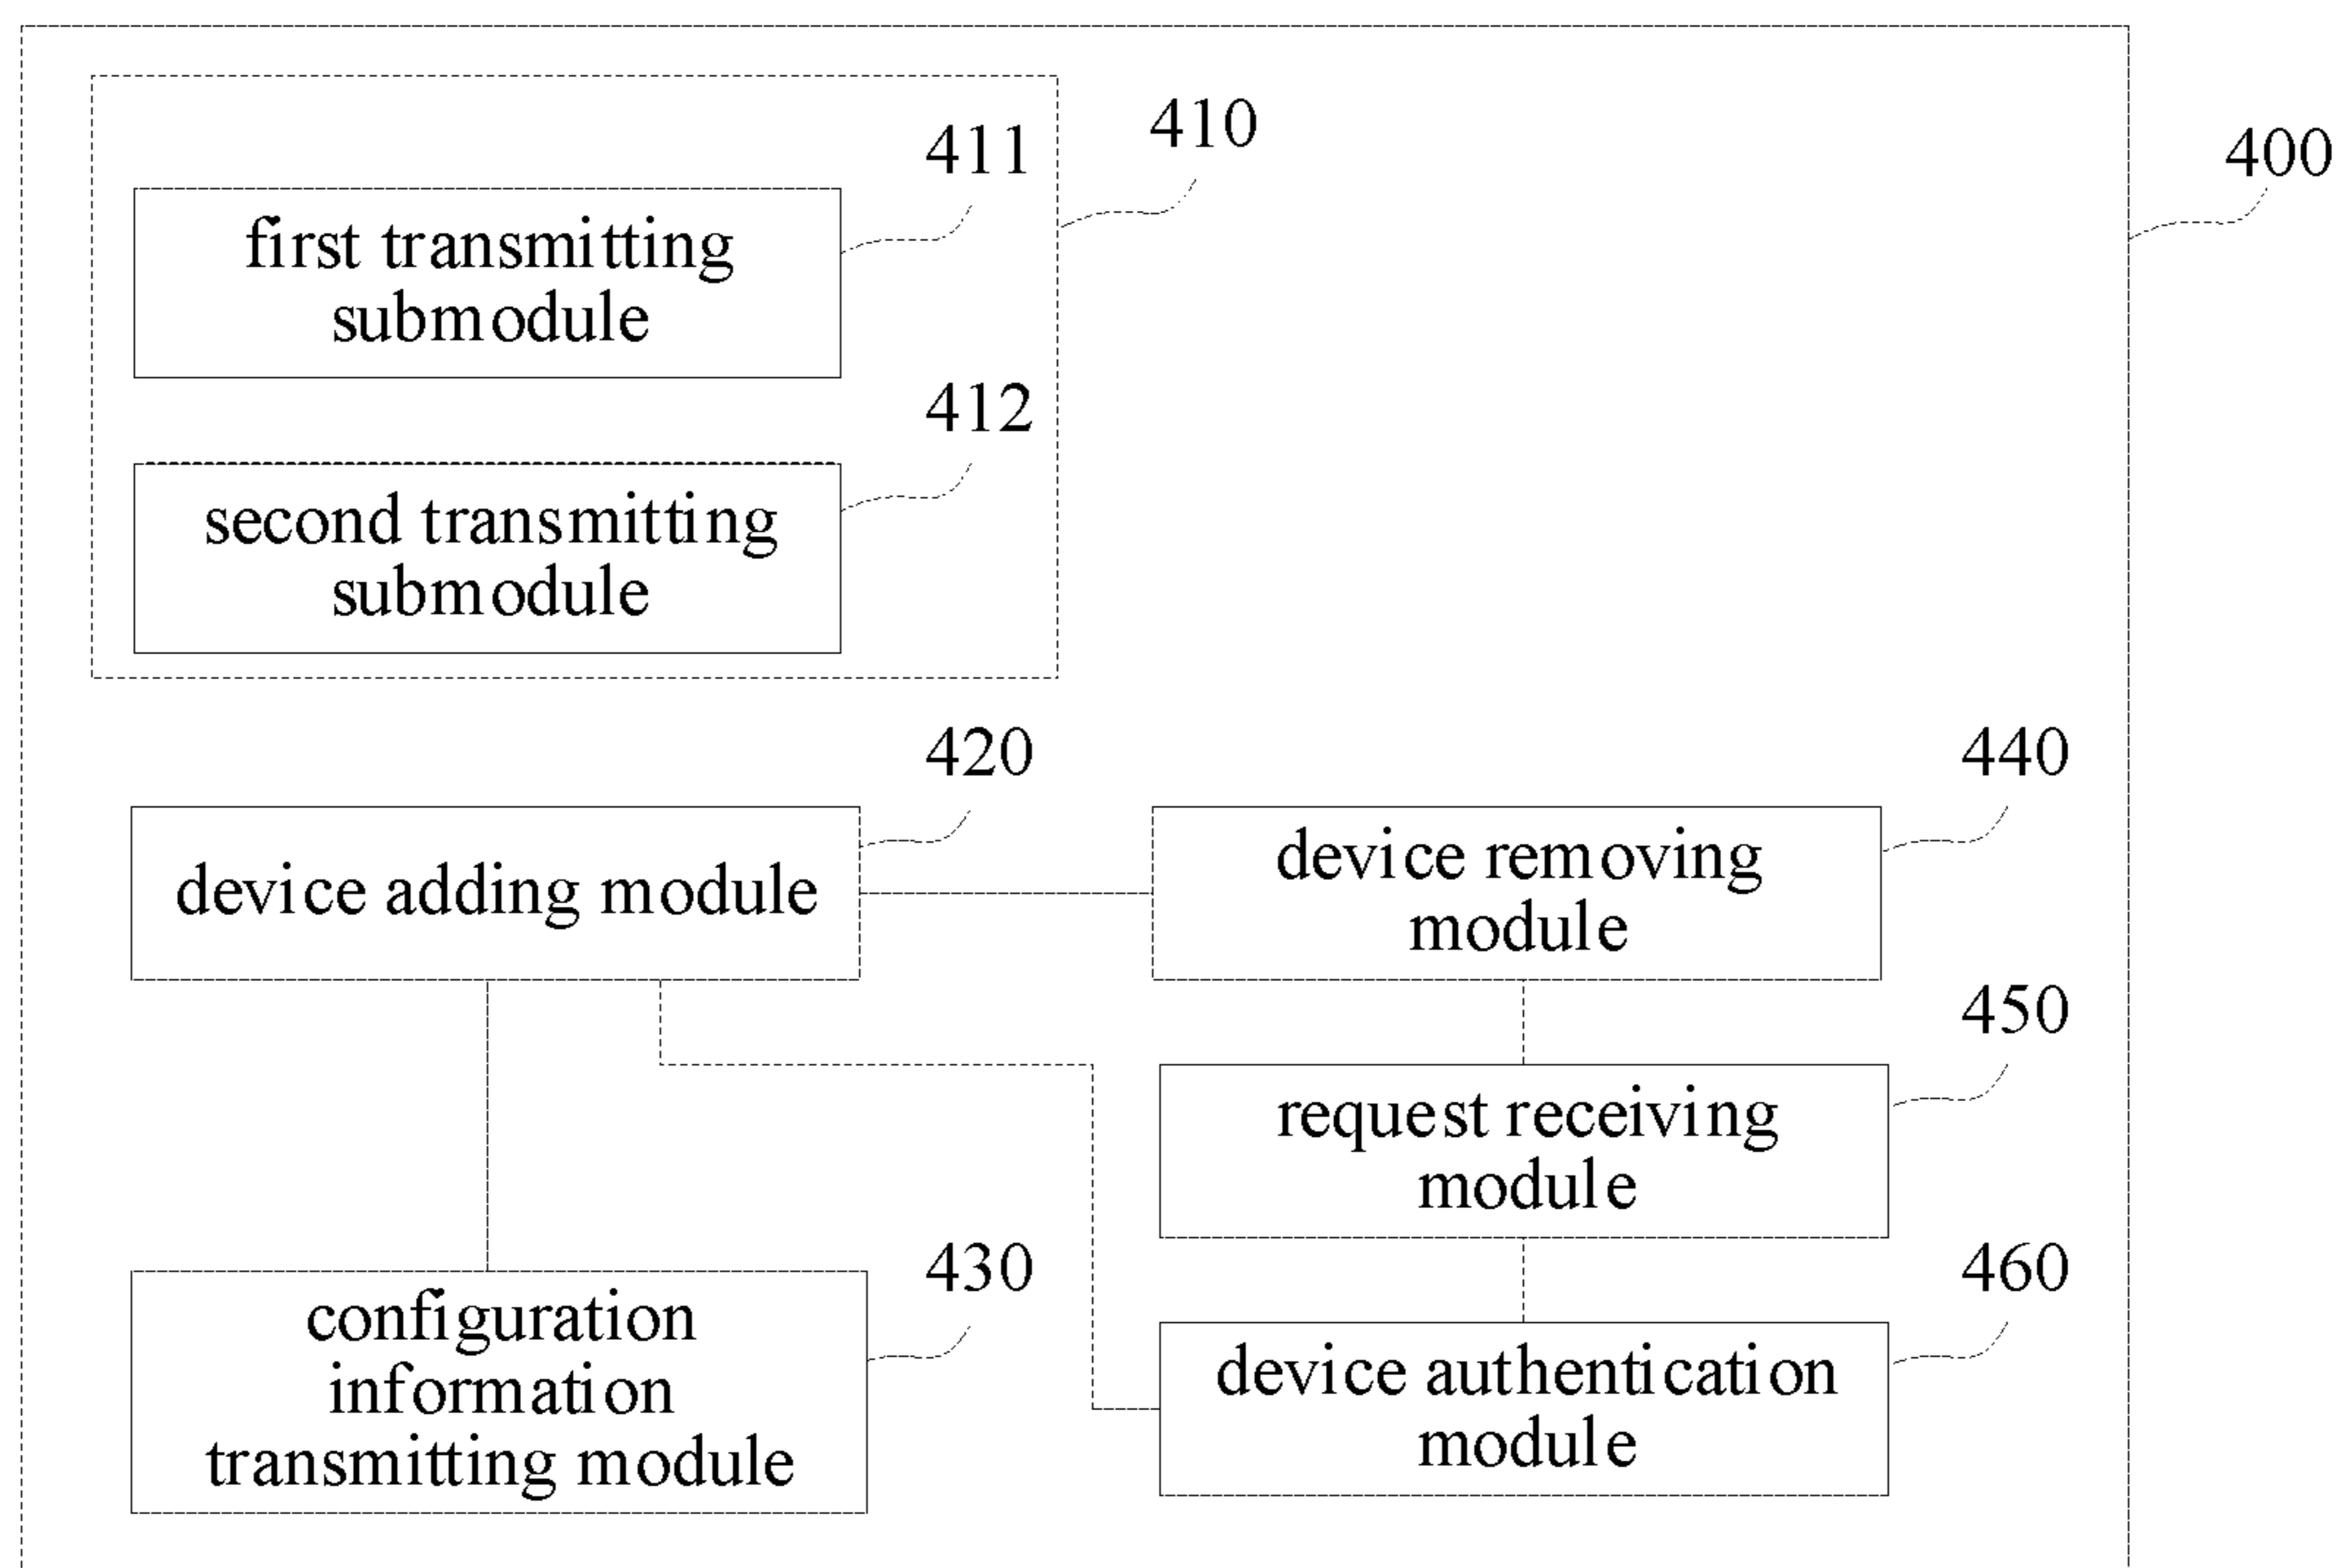 410
400
411
first transmitting
submodule
412
second transmitting
submodule
420
device adding module
440
device removing
module
450
request receiving
module
430
configuration
information
transmitting module
460
device authentication
module